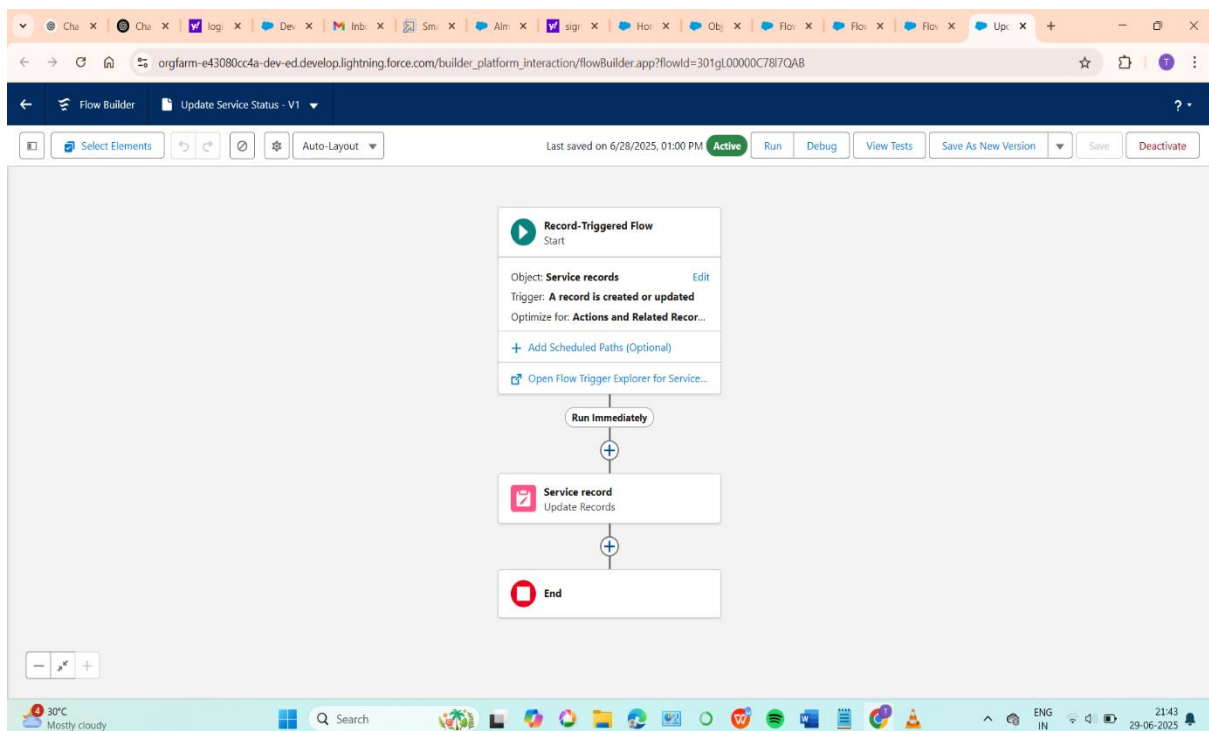 Cha
Cha
logi
Dev
Inbo
Sma
Alm
sigr
Hor
Obj
Flov
Flov
Flov
Upc
orgfarm-e43080cc4a-dev-ed.develop.lightning.force.com/builder_platform_interaction/flowBuilder.app?flowId=301gL00000C78I7QAB
T
Flow Builder
Update Service Status - V1
?
Select Elements
Auto-Layout
Last saved on 6/28/2025, 01:00 PM
Active
Run
Debug
View Tests
Save As New Version
Save
Deactivate
Record-Triggered Flow
Start
Object: Service records Edit
Trigger: A record is created or updated
Optimize for: Actions and Related Recor...
+ Add Scheduled Paths (Optional)
Open Flow Trigger Explorer for Service...
Run Immediately
Service record
Update Records
End
4
30°C
Mostly cloudy
Search
ENG
IN
21:43
29-06-2025